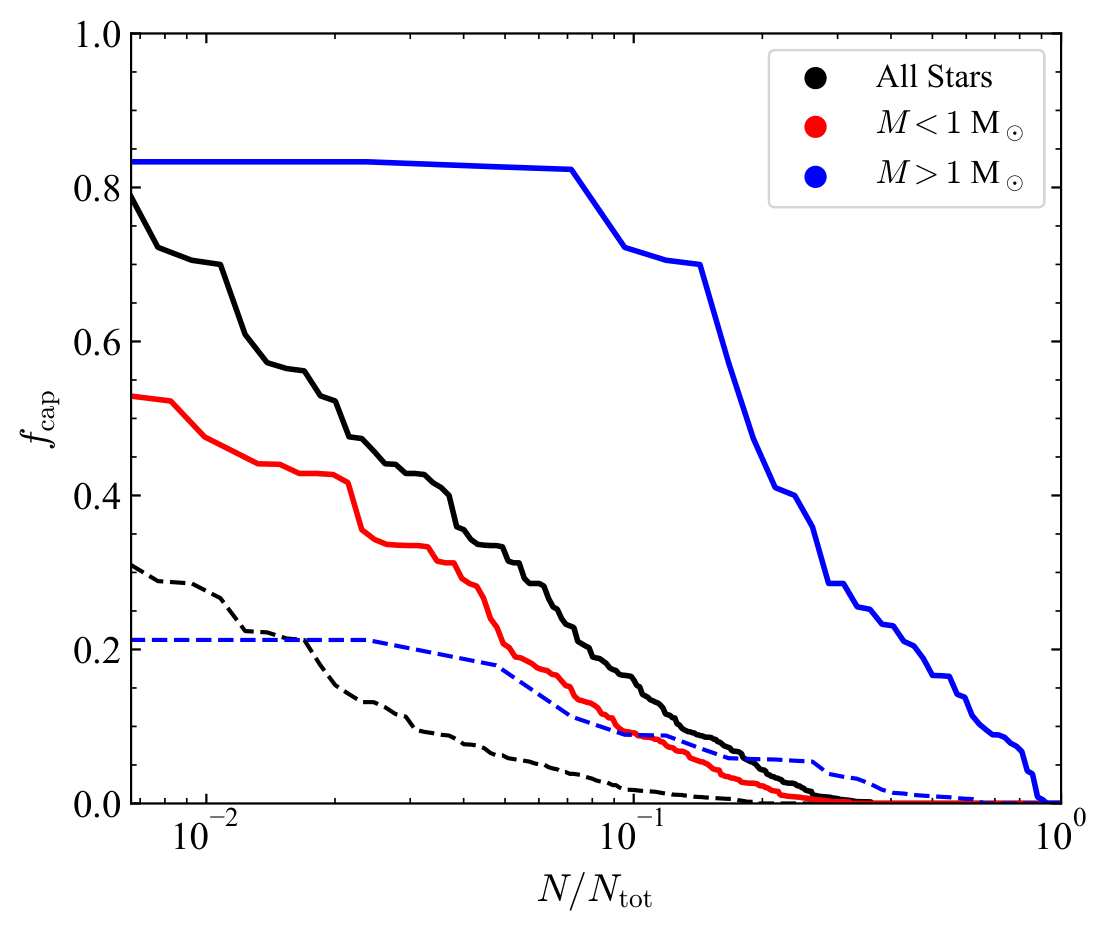 1.0
0.8
0.6
0.4
0.2
0.0
f_cap
All Stars
M < 1 M_⊙
M > 1 M_⊙
10^−2
10^−1
10^0
N/N_tot